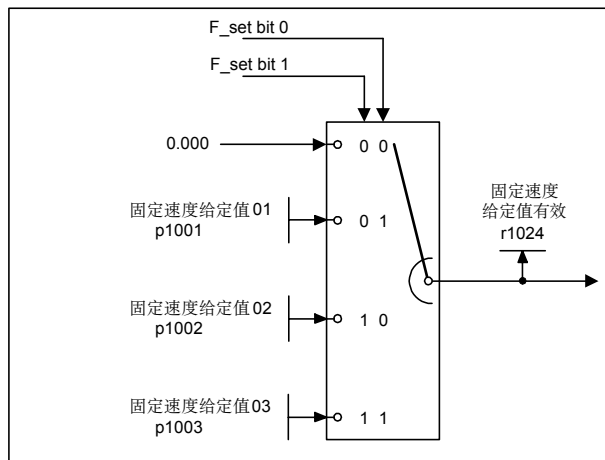 F_set bit 0
F_set bit 1
0.000
0 0
固定速度给定值01
p1001
0 1
固定速度
给定值有效
r1024
固定速度给定值02
p1002
1 0
固定速度给定值03
p1003
1 1